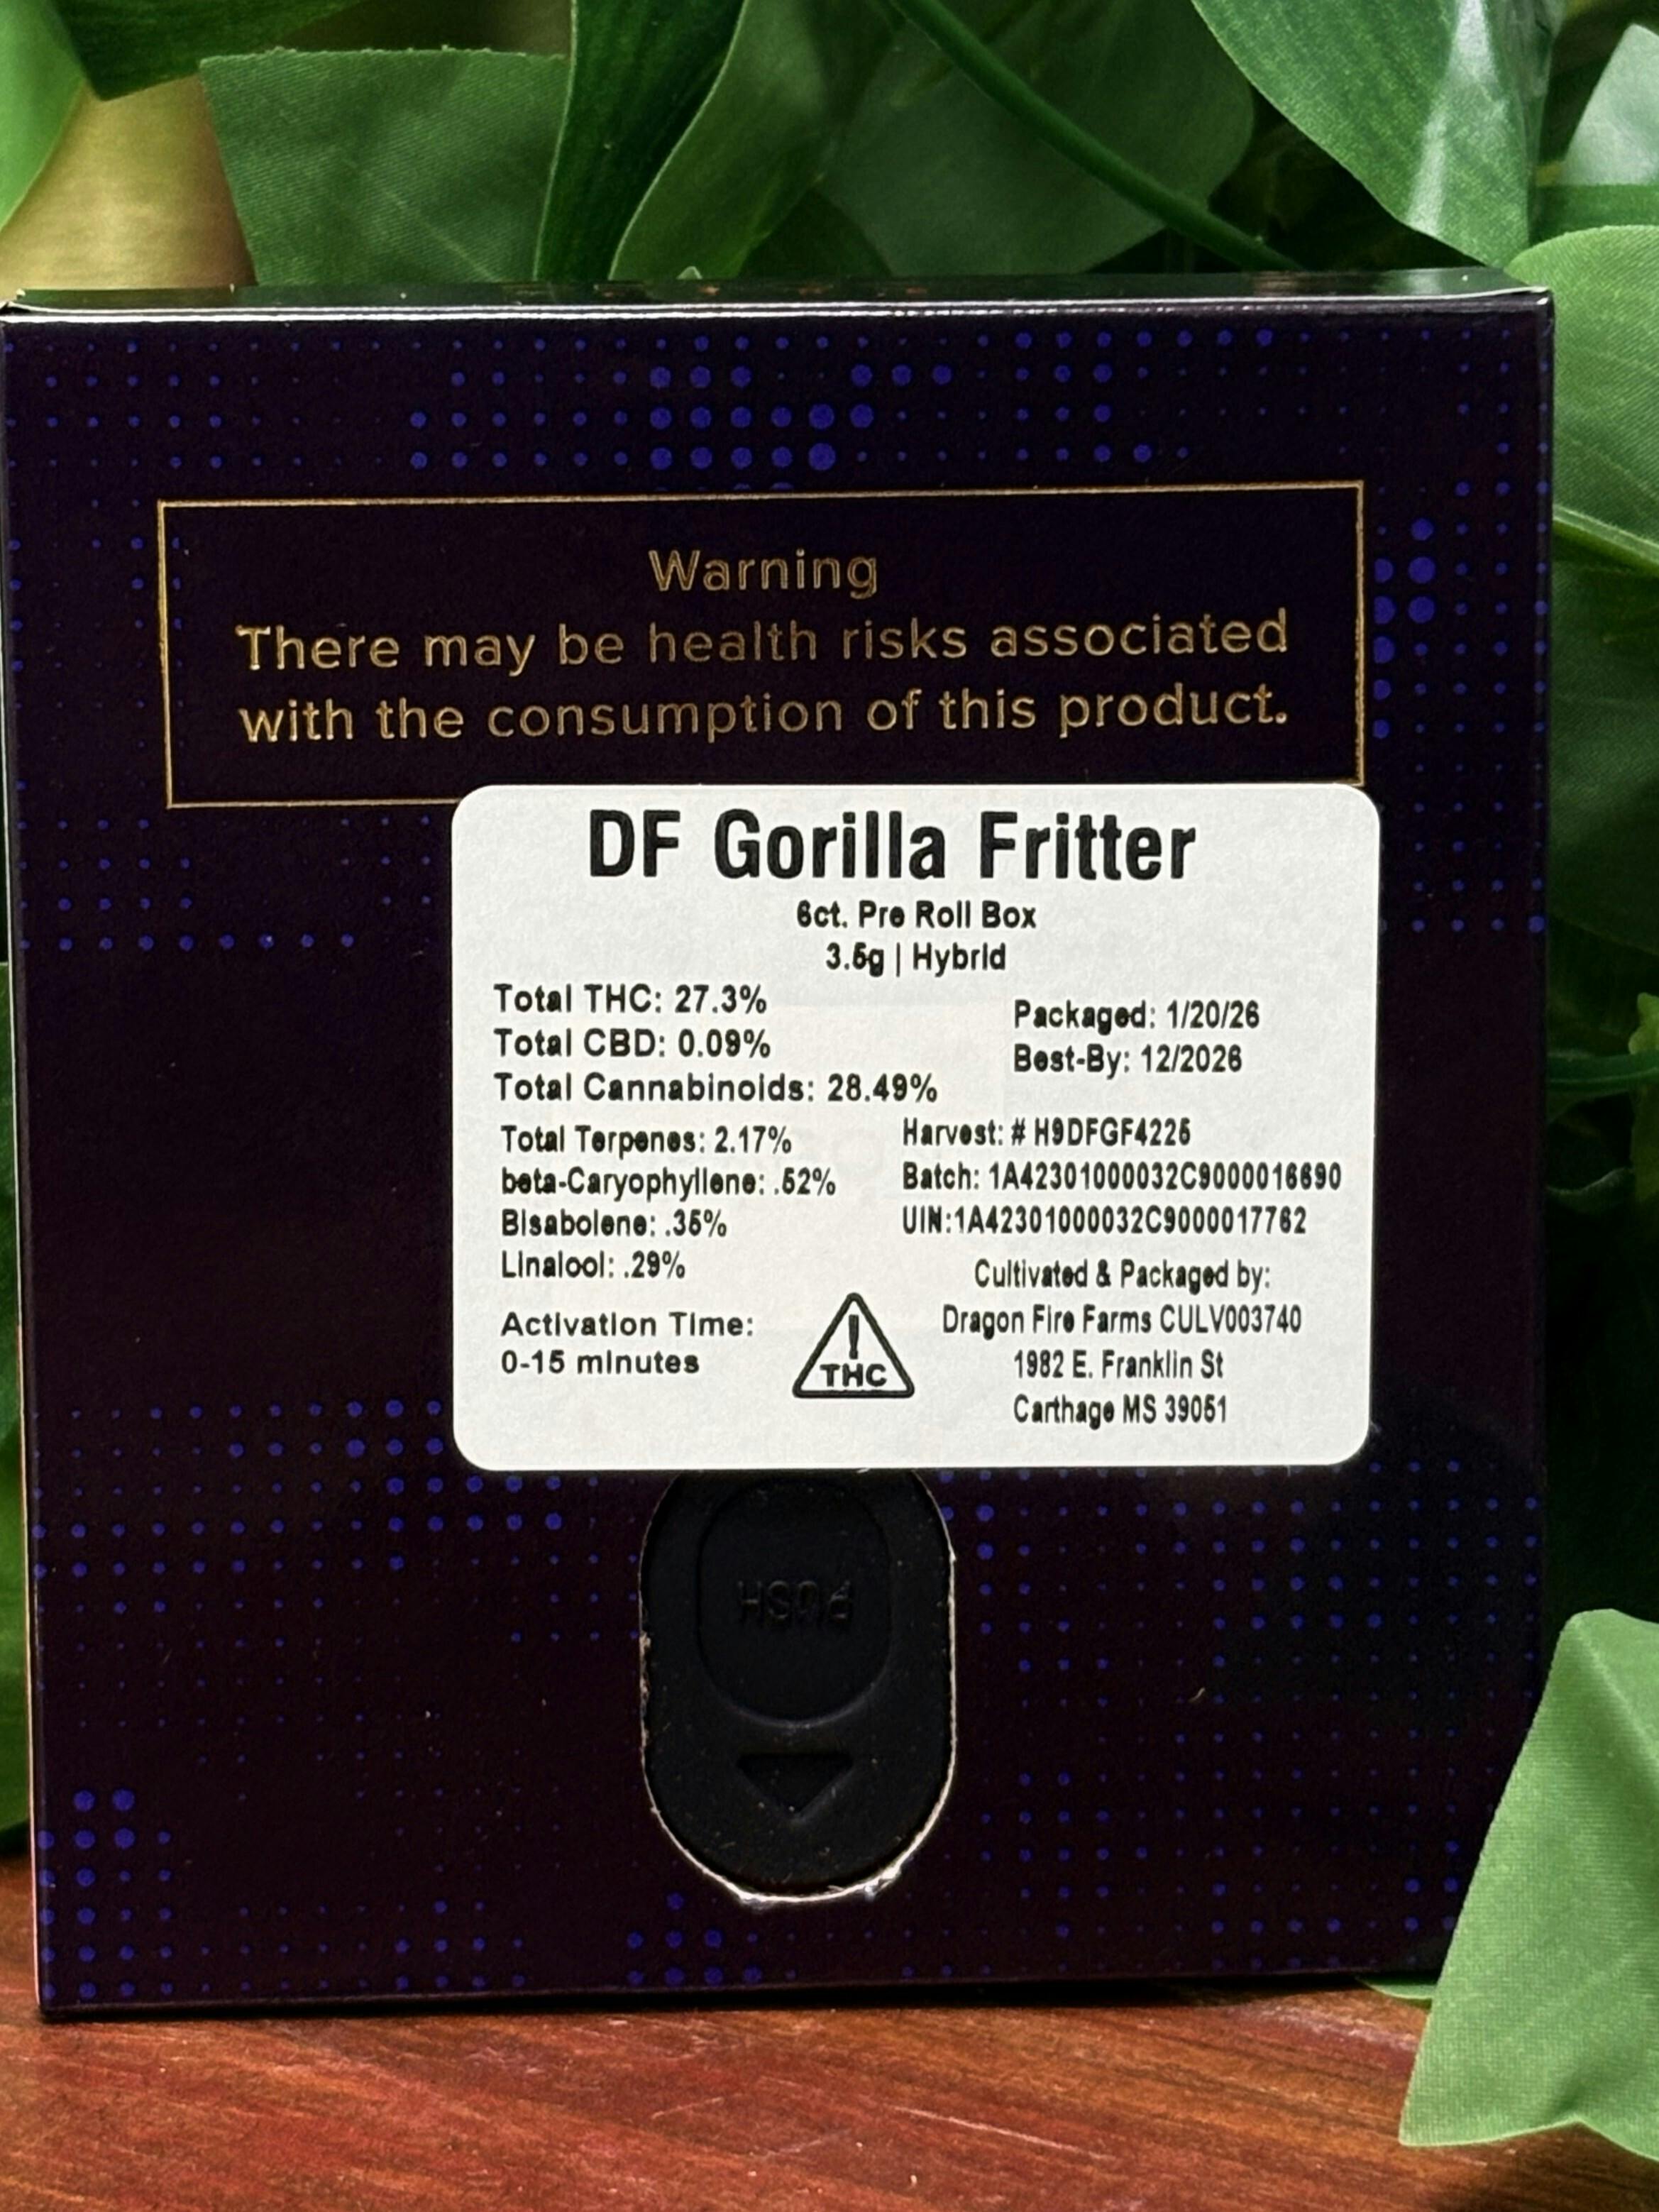 Warning
There may be health risks associated
with the consumption of this product.
DF Gorilla Fritter
6ct. Pre Roll Box
3.5g | Hybrid
Total THC: 27.3%
Total CBD: 0.09%
Total Cannabinoids: 28.49%
Packaged: 1/20/26
Best-By: 12/2026
Total Terpenes: 2.17%
beta-Caryophyllene: .52%
Bisabolene: .35%
Linalool: .29%
Harvest: # H9DFGF4225
Batch: 1A42301000032C9000016690
UIN:1A42301000032C9000017762
Activation Time:
0-15 minutes
THC
Cultivated & Packaged by:
Dragon Fire Farms CULV003740
1982 E. Franklin St
Carthage MS 39051
PUSH